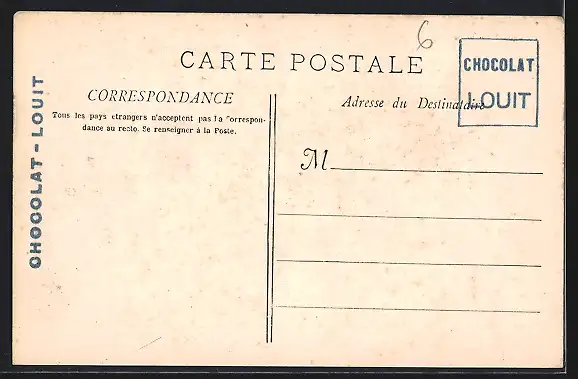 6
CARTE POSTALE
CHOCOLAT
LOUIT
CHOCOLAT-LOUIT
CORRESPONDANCE
Tous les pays etrangers n'acceptent pas la Correspon-
dance au recto. Se renseigner à la Poste.
Adresse du Destinataire
M